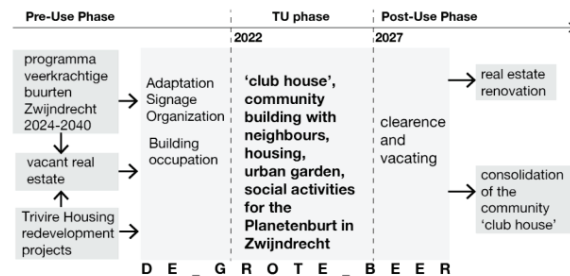 Pre-Use Phase
TU phase
Post-Use Phase
2022
2027
programma
veerkrachtige
buurten
Zwijndrecht
2024-2040
vacant real
estate
Trivire Housing
redevelopment
projects
Adaptation
Signage
Organization
Building
occupation
‘club house’,
community
building with
neighbours,
housing,
urban garden,
social activities
for the
Planetenburt in
Zwijndrecht
clearence
and
vacating
real estate
renovation
consolidation
of the
community
‘club house’
D E _ G R O T E _ B E E R